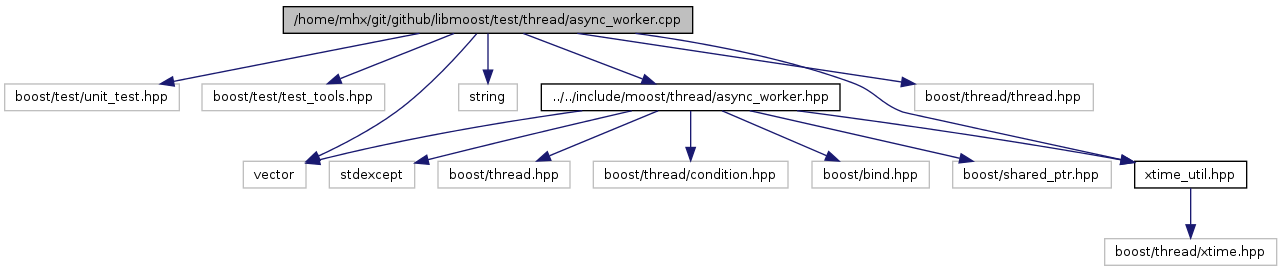 /home/mhx/git/github/libmoost/test/thread/async_worker.cpp
boost/test/unit_test.hpp
boost/test/test_tools.hpp
string
../../include/moost/thread/async_worker.hpp
boost/thread/thread.hpp
vector
stdexcept
boost/thread.hpp
boost/thread/condition.hpp
boost/bind.hpp
boost/shared_ptr.hpp
xtime_util.hpp
boost/thread/xtime.hpp